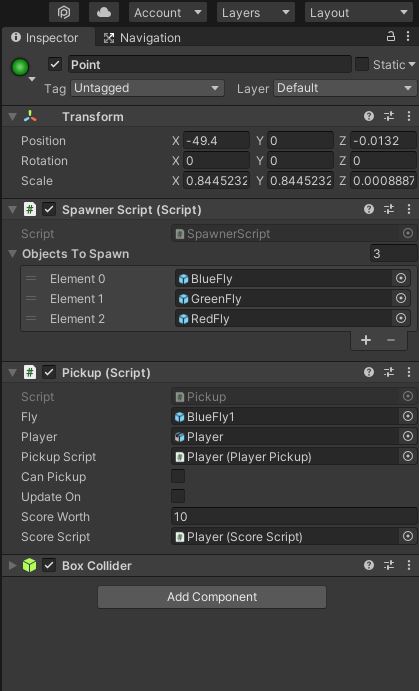 Account Layers Layout
Inspector Navigation
Point Static
Tag Untagged Layer Default
Transform
Position X -49.4 Y 0 Z -0.0132
Rotation X 0 Y 0 Z 0
Scale X 0.8445232 Y 0.8445232 Z 0.0008887
Spawner Script (Script)
Script SpawnerScript
Objects To Spawn 3
Element 0 BlueFly
Element 1 GreenFly
Element 2 RedFly
+ −
Pickup (Script)
Script Pickup
Fly BlueFly1
Player Player
Pickup Script Player (Player Pickup)
Can Pickup
Update On
Score Worth 10
Score Script Player (Score Script)
Box Collider
Add Component